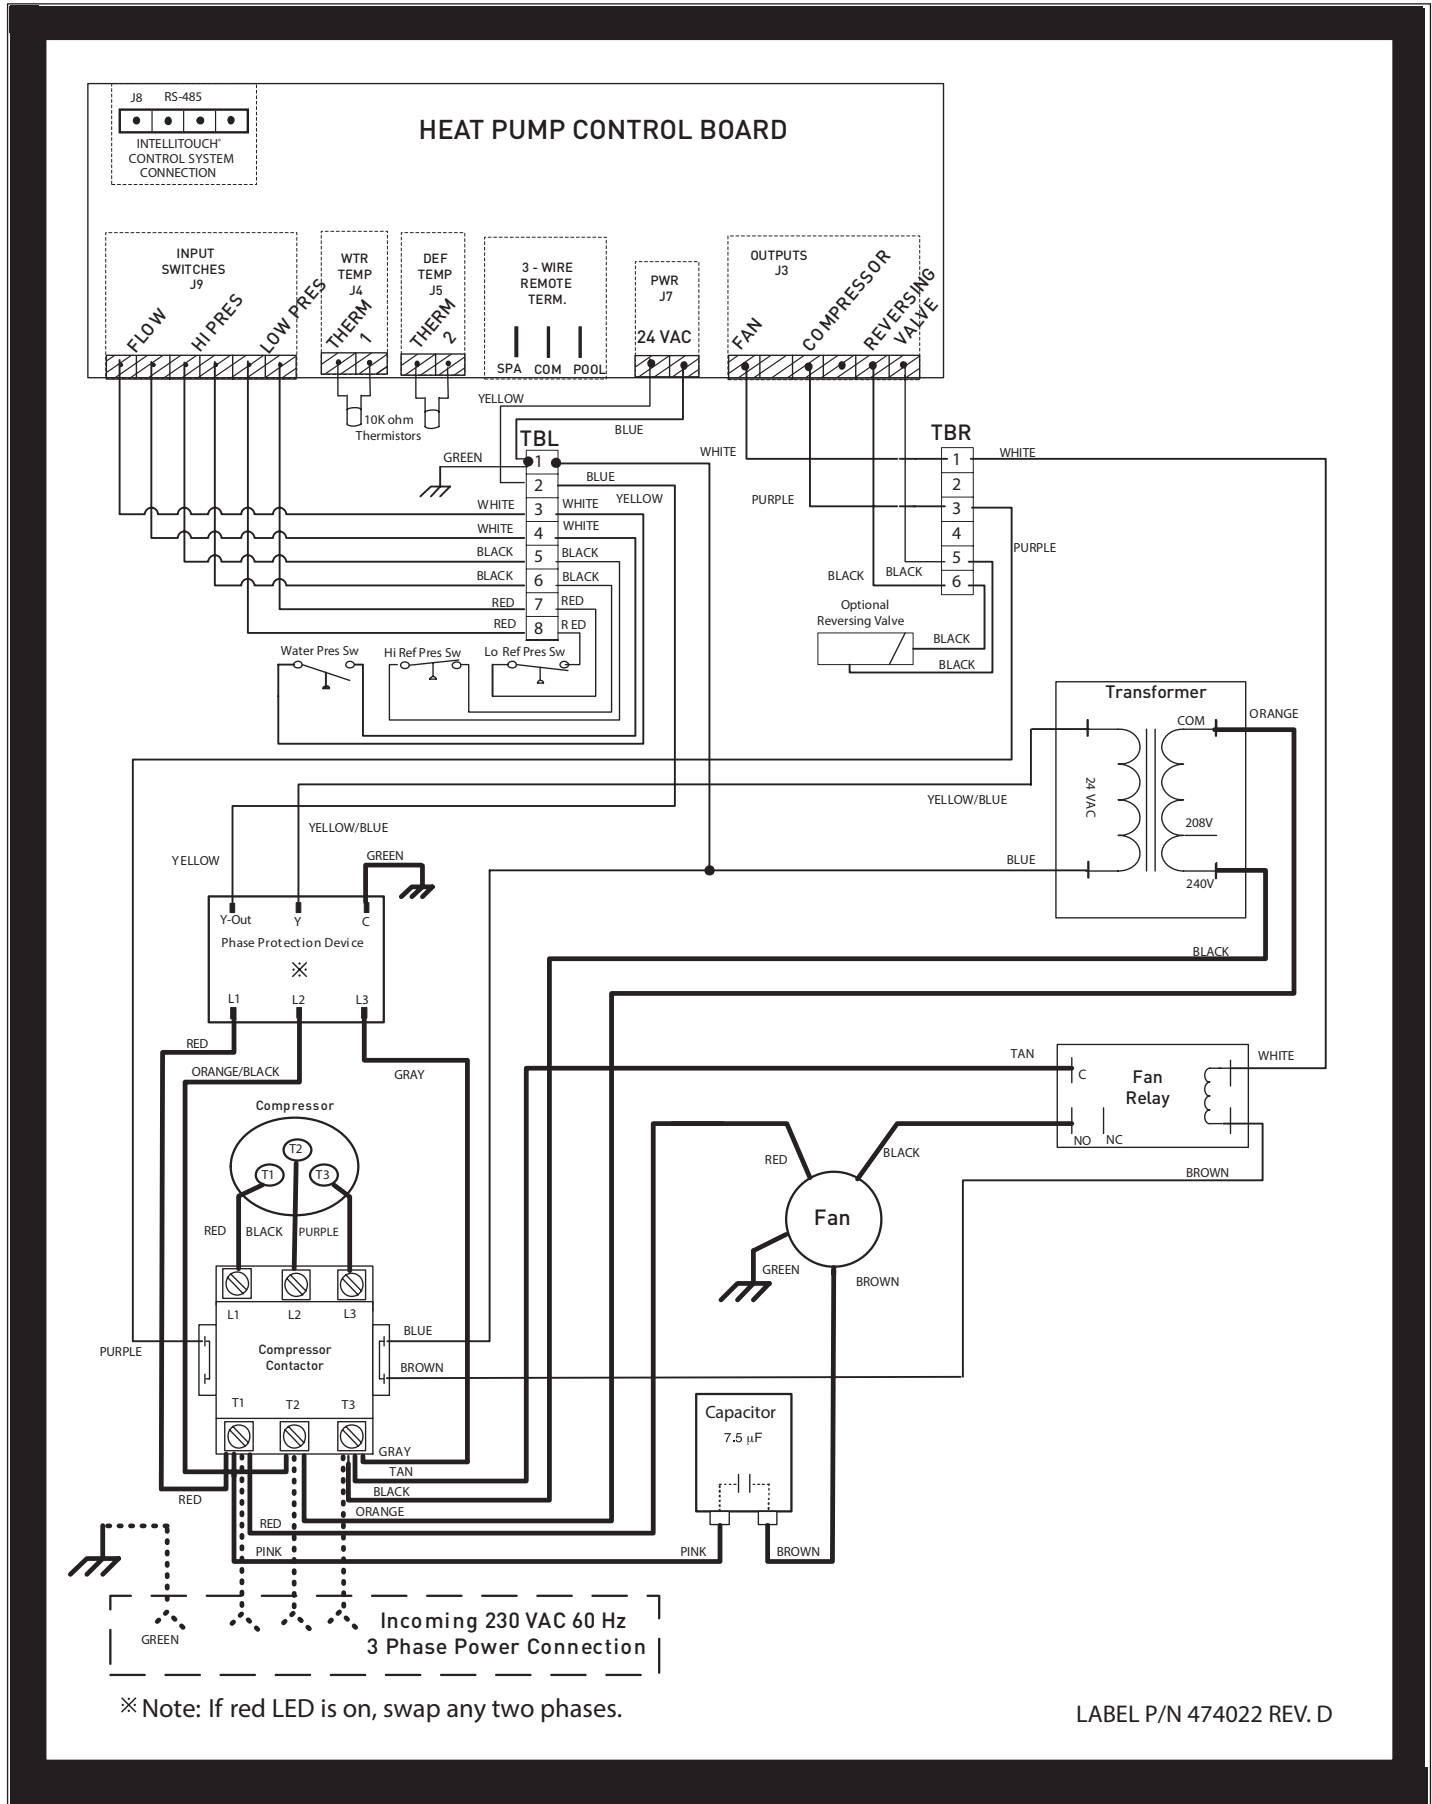 J8 RS-485
INTELLITOUCH®
CONTROL SYSTEM
CONNECTION
HEAT PUMP CONTROL BOARD
INPUT
SWITCHES
J9
FLOW
HI PRES
LOW PRES
WTR
TEMP
J4
THERM
1
DEF
TEMP
J5
THERM
2
3 - WIRE
REMOTE
TERM.
SPA COM POOL
PWR
J7
24 VAC
OUTPUTS
J3
FAN
COMPRESSOR
REVERSING
VALVE
10K ohm
Thermistors
YELLOW
BLUE
GREEN
TBL
1
2
3
4
5
6
7
8
BLUE
YELLOW
WHITE
WHITE
WHITE
WHITE
BLACK
BLACK
BLACK
BLACK
RED
RED
RED
RED
TBR
1
2
3
4
5
6
WHITE
WHITE
PURPLE
PURPLE
BLACK
BLACK
Optional
Reversing Valve
BLACK
BLACK
Water Pres Sw
Hi Ref Pres Sw
Lo Ref Pres Sw
Transformer
COM
ORANGE
24 VAC
208V
240V
YELLOW/BLUE
YELLOW/BLUE
BLUE
YELLOW
GREEN
Y-Out
Y
C
Phase Protection Device
※
L1
L2
L3
BLACK
RED
ORANGE/BLACK
GRAY
TAN
WHITE
C
Fan
Relay
NO
NC
BROWN
Compressor
T1
T2
T3
RED
BLACK
PURPLE
RED
BLACK
Fan
GREEN
BROWN
L1
L2
L3
BLUE
PURPLE
Compressor
Contactor
BROWN
T1
T2
T3
Capacitor
7.5 µF
GRAY
TAN
BLACK
RED
ORANGE
RED
PINK
PINK
BROWN
GREEN
Incoming 230 VAC 60 Hz
3 Phase Power Connection
※ Note: If red LED is on, swap any two phases.
LABEL P/N 474022 REV. D